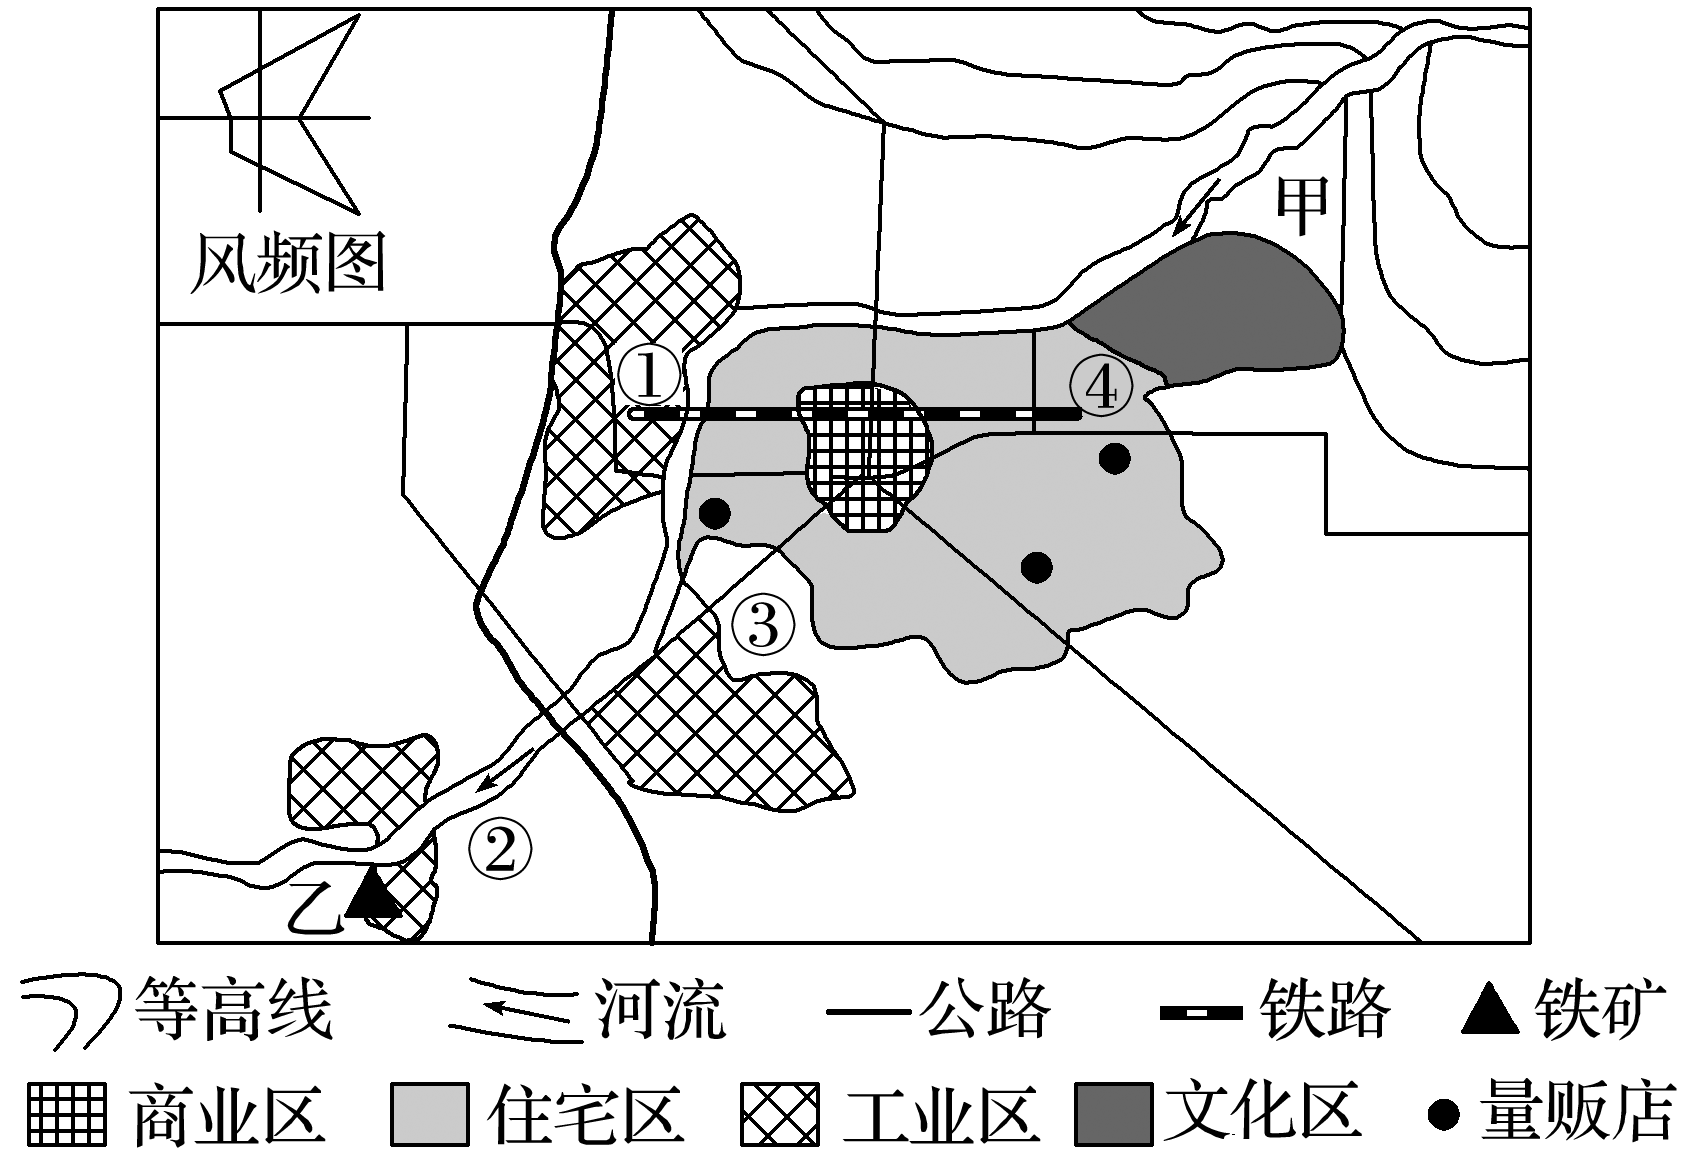 甲
风频图
①
④
③
②
乙
等高线 河流 公路 铁路 铁矿
商业区 住宅区 工业区 文化区 量贩店